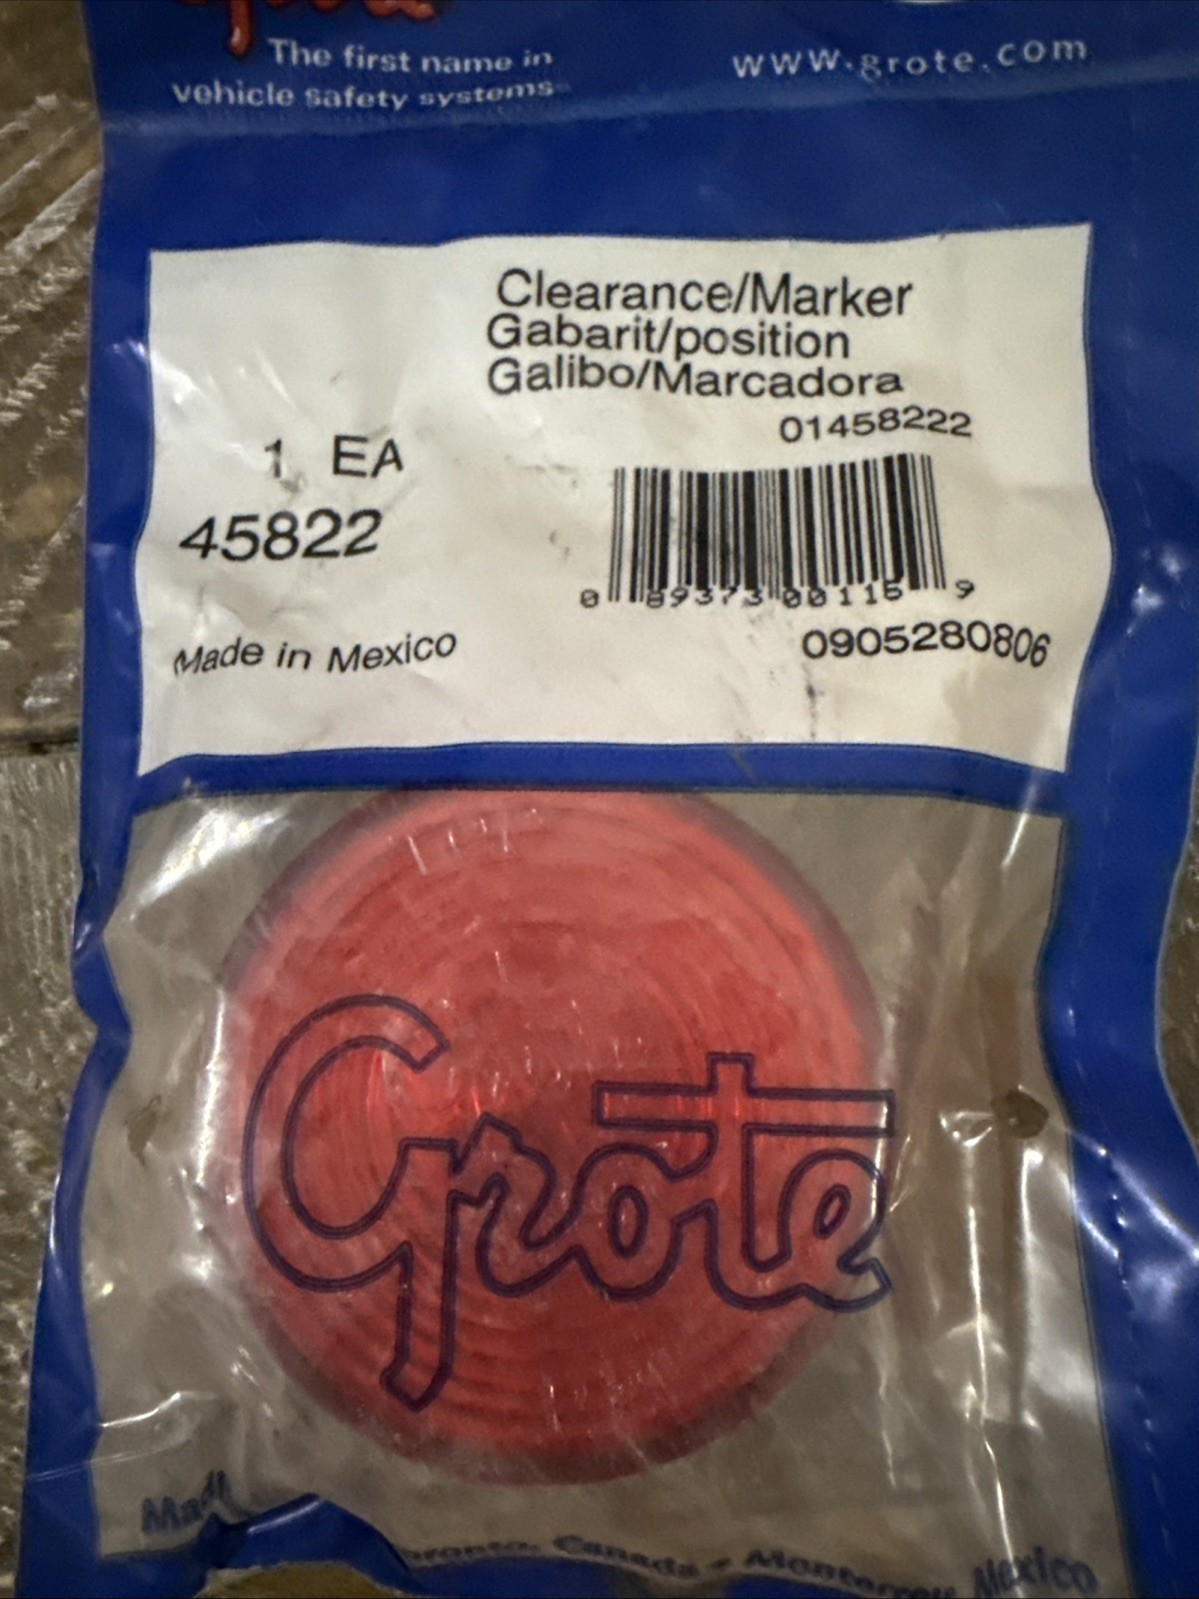 The first name in
vehicle safety systems
www.grote.com
Clearance/Marker
Gabarit/position
Galibo/Marcadora
01458222
1 EA
45822
0 89373 00115 9
Made in Mexico
0905280806
Grote
Canada - Monterrey, Mexico